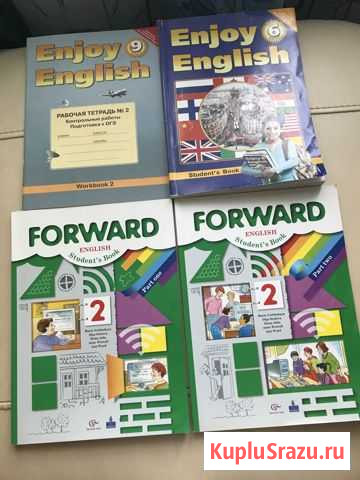 Enjoy 9
English
РАБОЧАЯ ТЕТРАДЬ № 2
Контрольные работы
Подготовка к ОГЭ
Workbook 2
Enjoy 6
English
Student's Book
FORWARD
ENGLISH
Student's Book
Part one
2
FORWARD
ENGLISH
Student's Book
Part two
2
KupluSrazu.ru